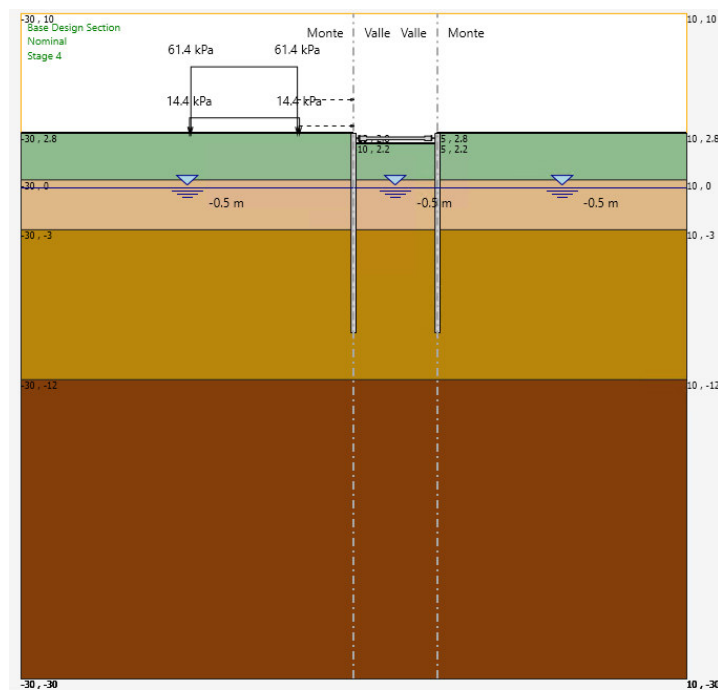 -30 , 10
10 , 10
Base Design Section
Nominal
Stage 4
Monte
Valle
Valle
Monte
61.4 kPa
61.4 kPa
14.4 kPa
14.4 kPa
-30 , 2.8
5 , 2.8
10 , 2.8
10 , 2.2
5 , 2.2
-30 , 0
10 , 0
-0.5 m
-0.5 m
-0.5 m
-30 , -3
10 , -3
-30 , -12
10 , -12
-30 , -30
10 , -30